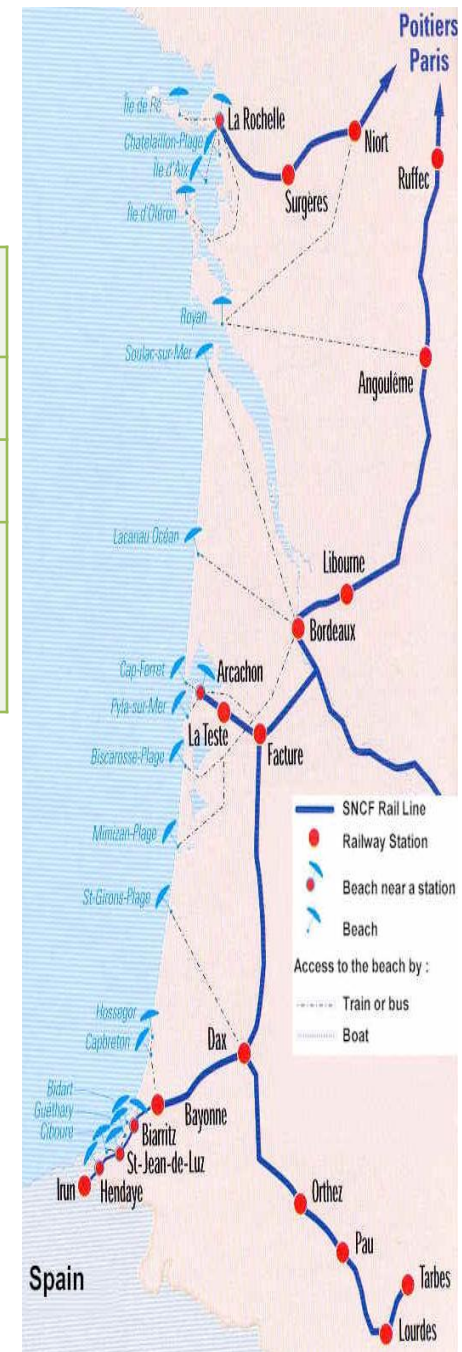 Poitiers
Paris
Île de Ré
La Rochelle
Chatelaillon-Plage
Île d'Aix
Niort
Ruffec
Surgères
Île d'Oléron
Royan
Soulac-sur-Mer
Angoulême
Lacanau Océan
Libourne
Bordeaux
Cap-Ferret
Arcachon
Pyla-sur-Mer
La Teste
Biscarosse-Plage
Facture
SNCF Rail Line
Mimizan-Plage
Railway Station
Beach near a station
St-Girons-Plage
Beach
Access to the beach by :
Train or bus
Hossegor
Boat
Capbreton
Dax
Bidart
Guéthary
Bayonne
Ciboure
Biarritz
St-Jean-de-Luz
Irun
Hendaye
Orthez
Pau
Spain
Tarbes
Lourdes